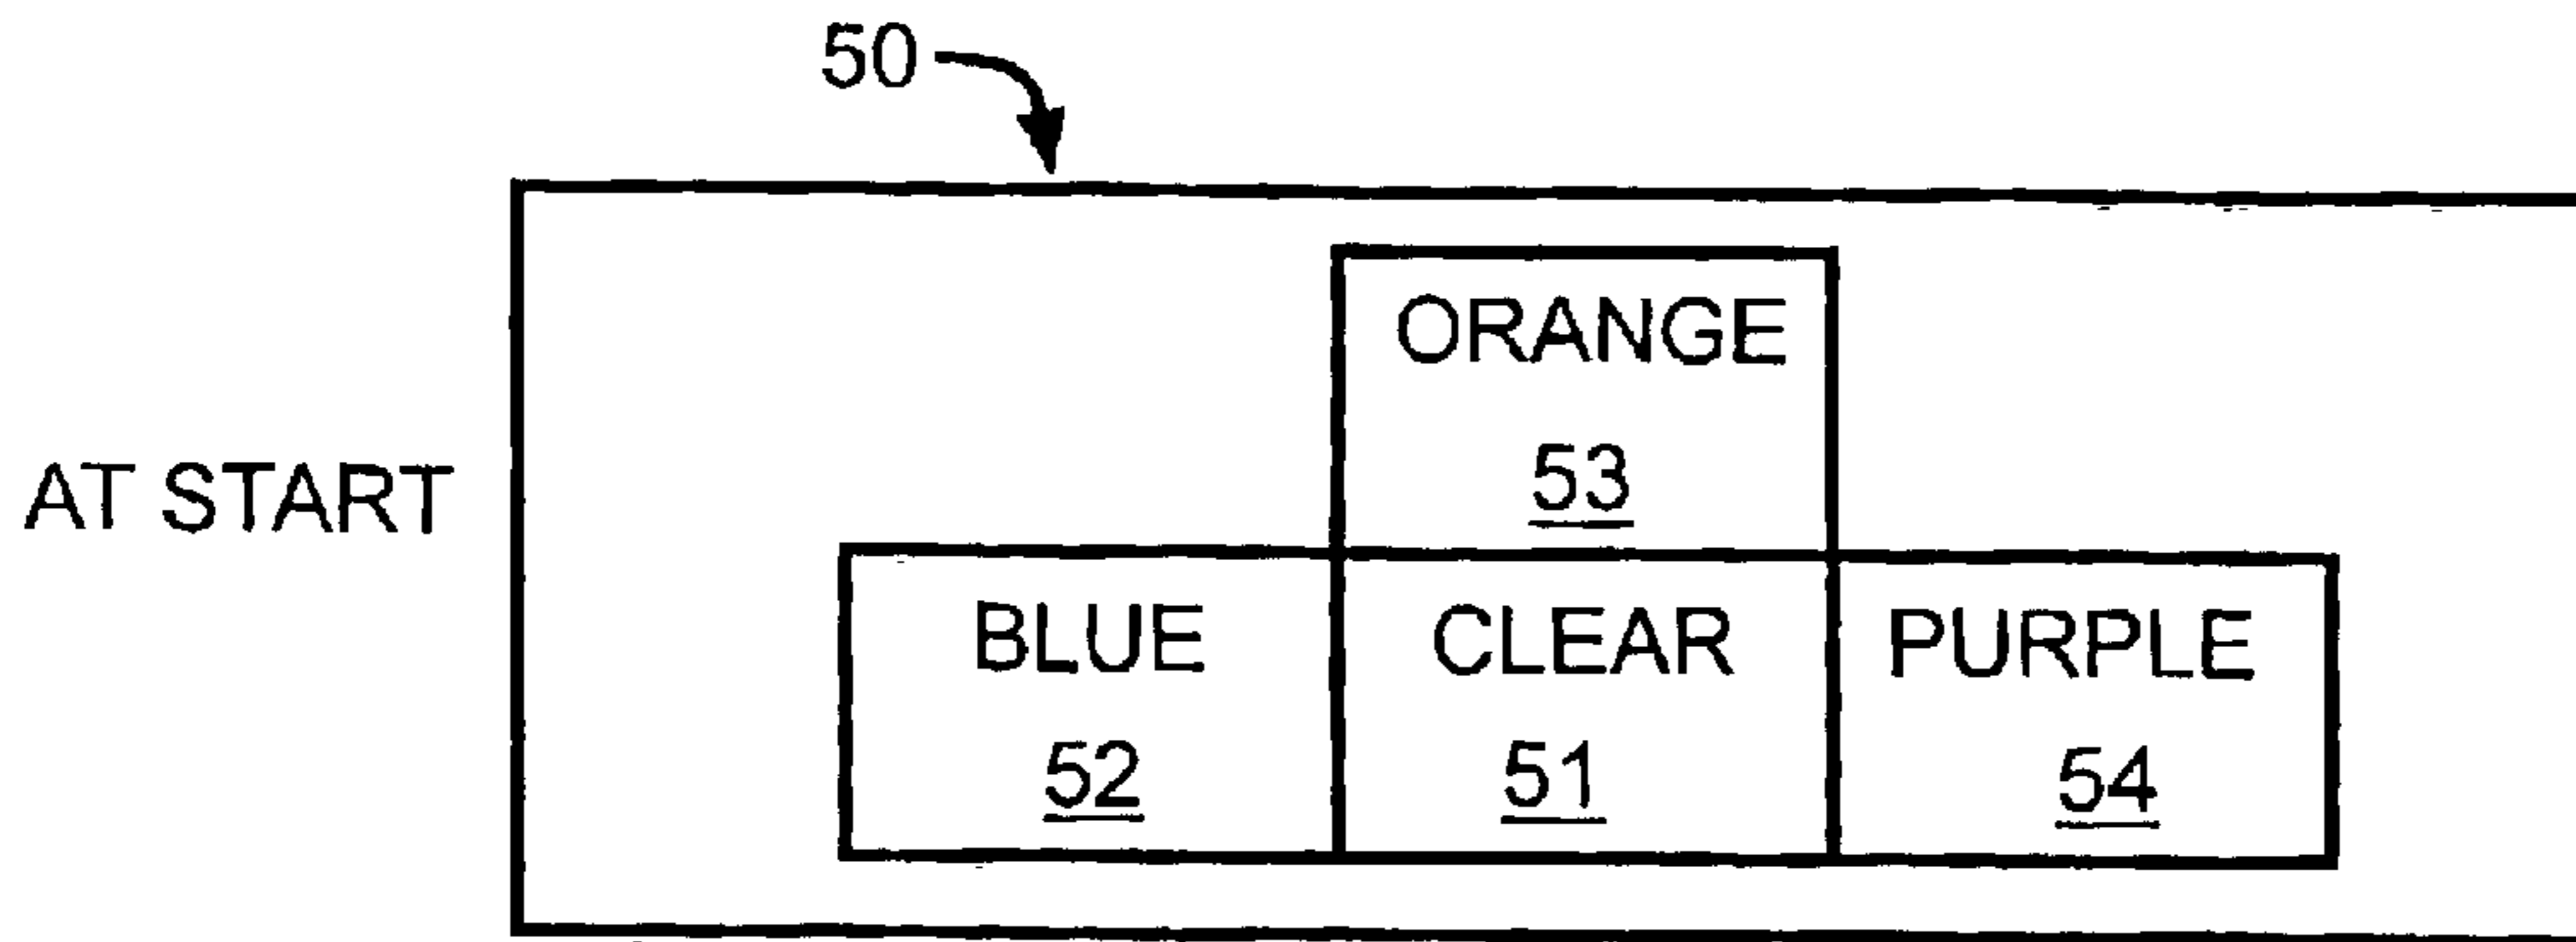 50
ORANGE
53
AT START
BLUE CLEAR PURPLE
52 51 54